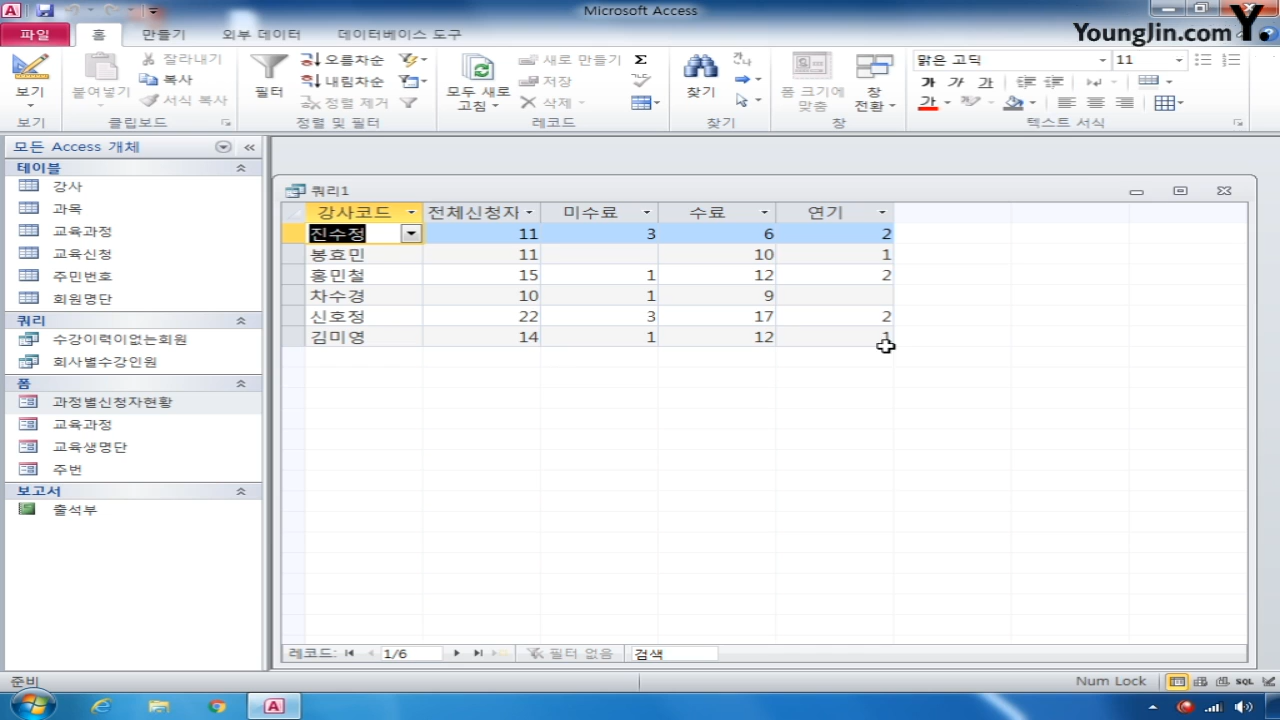 Microsoft Access
YoungJin.com Y.
파일 홈 만들기 외부 데이터 데이터베이스 도구
보기
보기
붙여넣기
잘라내기
복사
서식 복사
클립보드
필터
오름차순
내림차순
정렬 제거
정렬 및 필터
모두 새로 고침
새로 만들기
저장
삭제
레코드
찾기
찾기
폼 크기에 맞춤
창 전환
창
맑은 고딕 11
가 가 가
가
텍스트 서식
모든 Access 개체
테이블
강사
과목
교육과정
교육신청
주민번호
회원명단
쿼리
수강이력이없는회원
회사별수강인원
폼
과정별신청자현황
교육과정
교육생명단
주번
보고서
출석부
쿼리1
강사코드 전체신청자 미수료 수료 연기
진수정 11 3 6 2
봉효민 11 10 1
홍민철 15 1 12 2
차수경 10 1 9
신호정 22 3 17 2
김미영 14 1 12 1
레코드: 1/6 필터 없음 검색
준비 Num Lock SQL